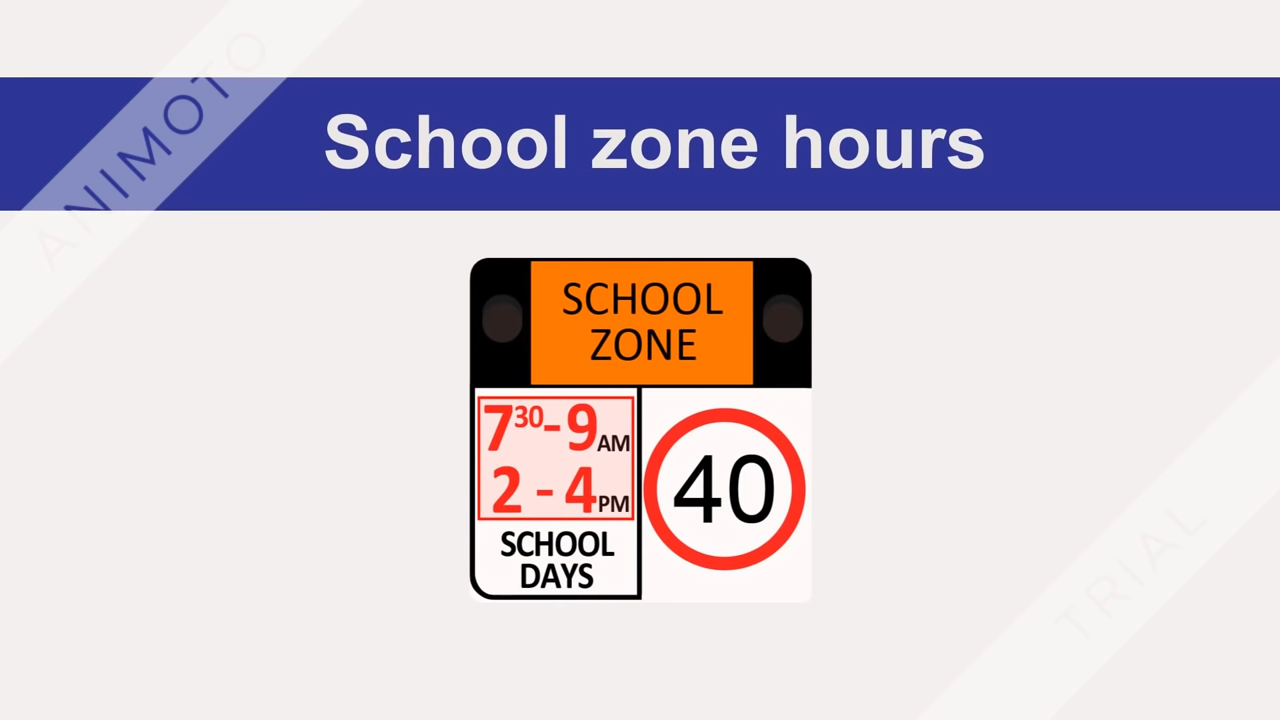 ANIMOTO
School zone hours
SCHOOL
ZONE
7³⁰-9AM
2 - 4PM
SCHOOL
DAYS
40
TRIAL